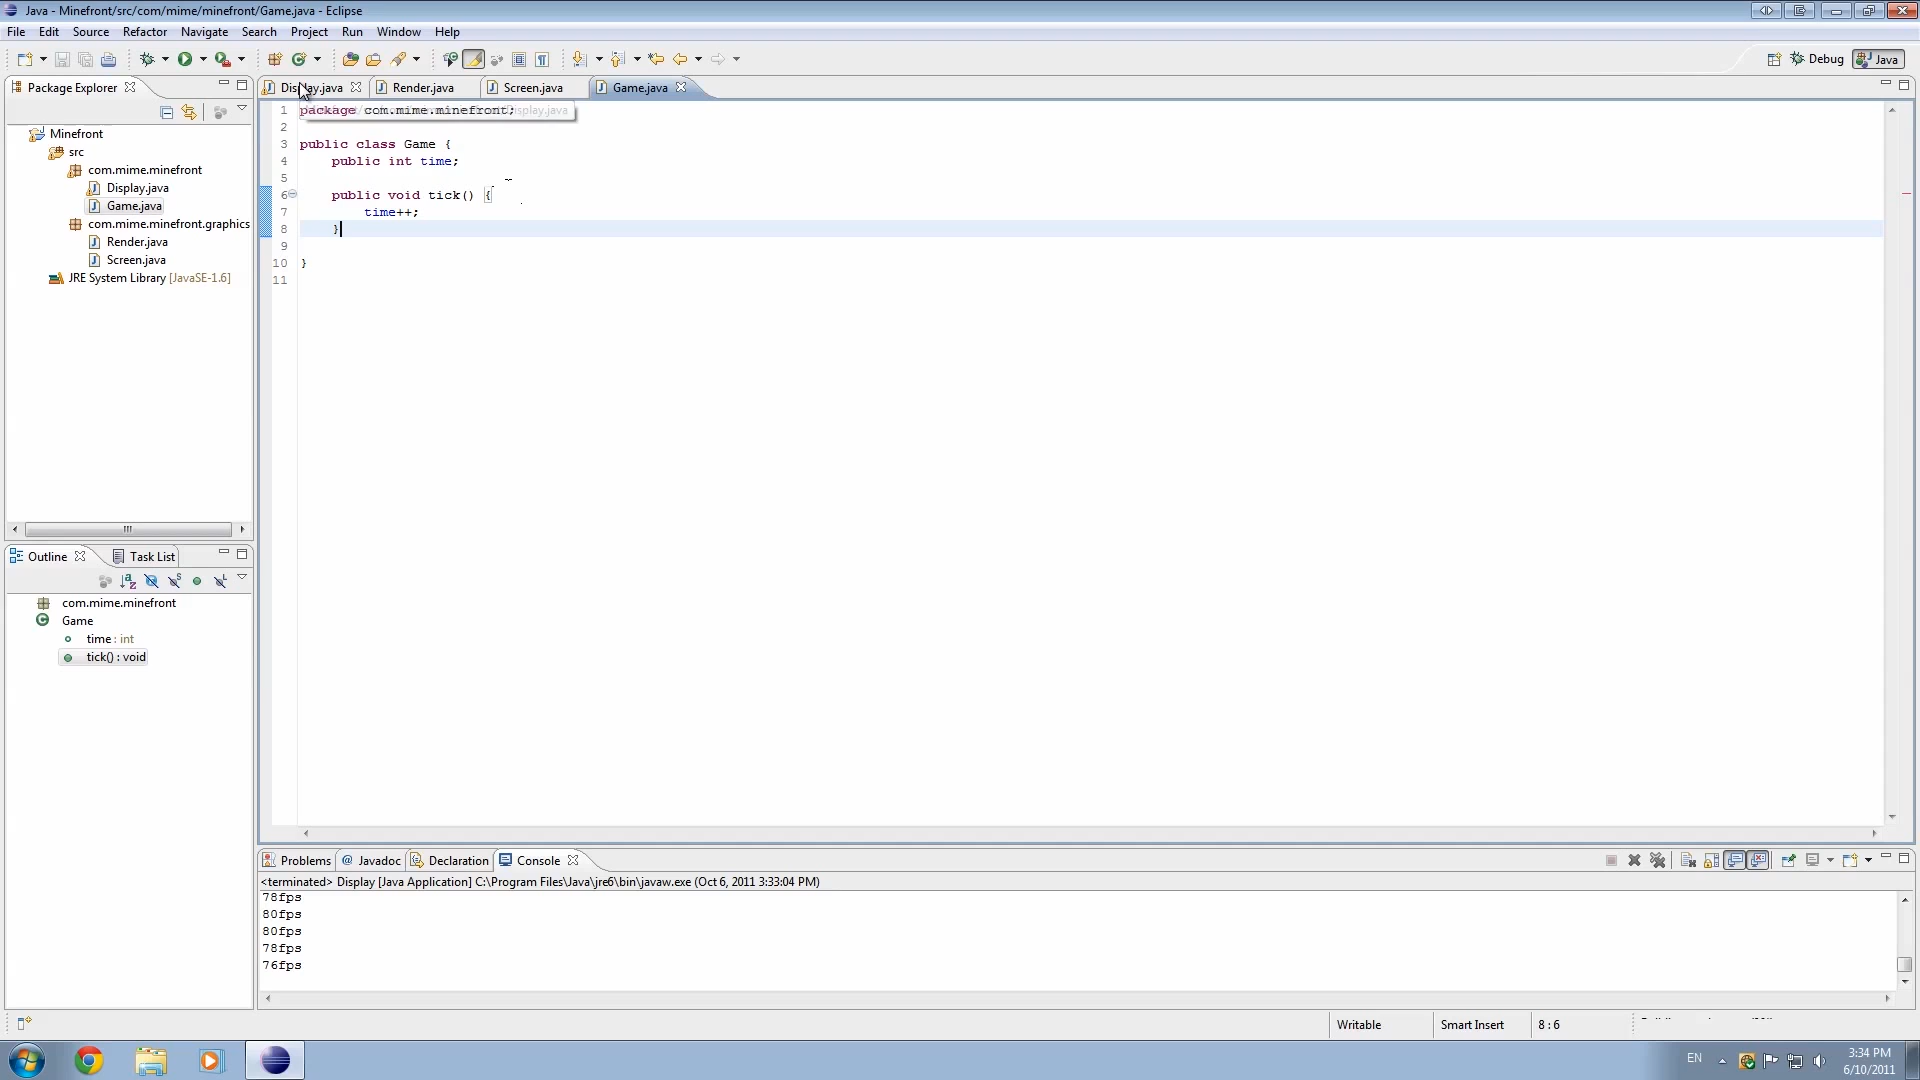 Java - Minefront/src/com/mime/minefront/Game.java - Eclipse
File Edit Source Refactor Navigate Search Project Run Window Help
Debug Java
Package Explorer
Display.java Render.java Screen.java Game.java
Minefront
src
com.mime.minefront
Display.java
Game.java
com.mime.minefront.graphics
Render.java
Screen.java
JRE System Library [JavaSE-1.6]
1 package com.mime.minefront;
2
3 public class Game {
4 public int time;
5
6 public void tick() {
7 time++;
8 }
9
10 }
11
Outline Task List
com.mime.minefront
Game
time : int
tick() : void
Problems Javadoc Declaration Console
<terminated> Display [Java Application] C:\Program Files\Java\jre6\bin\javaw.exe (Oct 6, 2011 3:33:04 PM)
78fps
80fps
80fps
78fps
76fps
Writable Smart Insert 8 : 6
EN
3:34 PM
6/10/2011